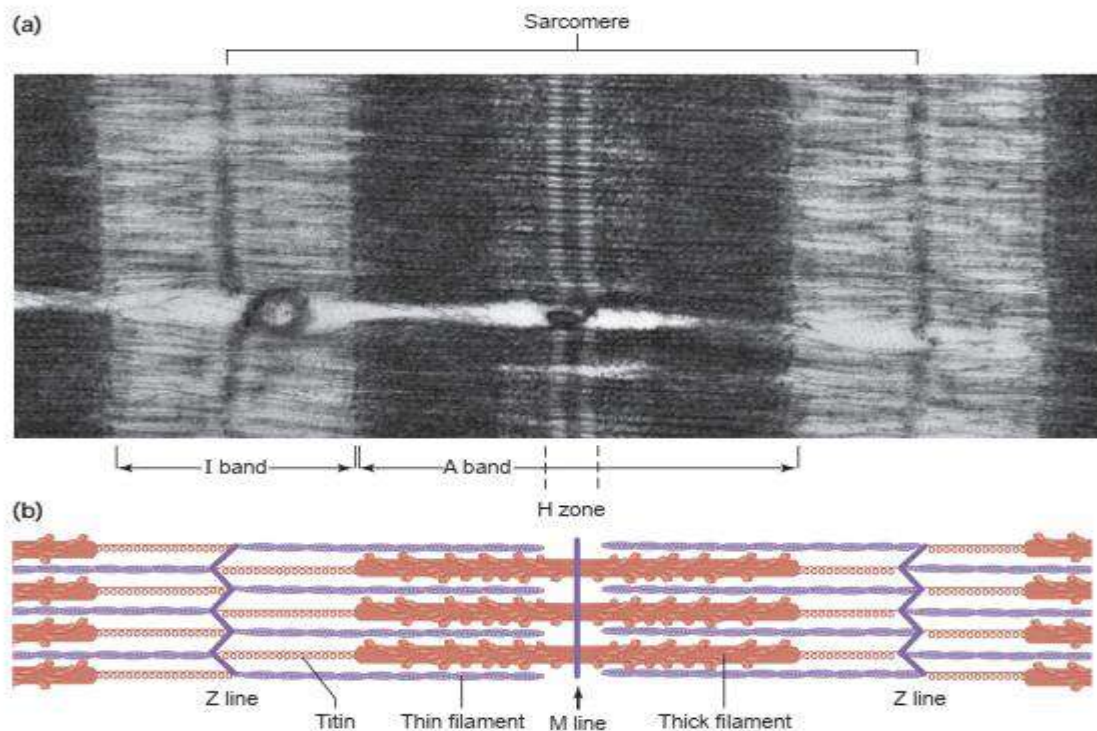 (a)
Sarcomere
I band
A band
H zone
(b)
Z line
Titin
Thin filament
M line
Thick filament
Z line